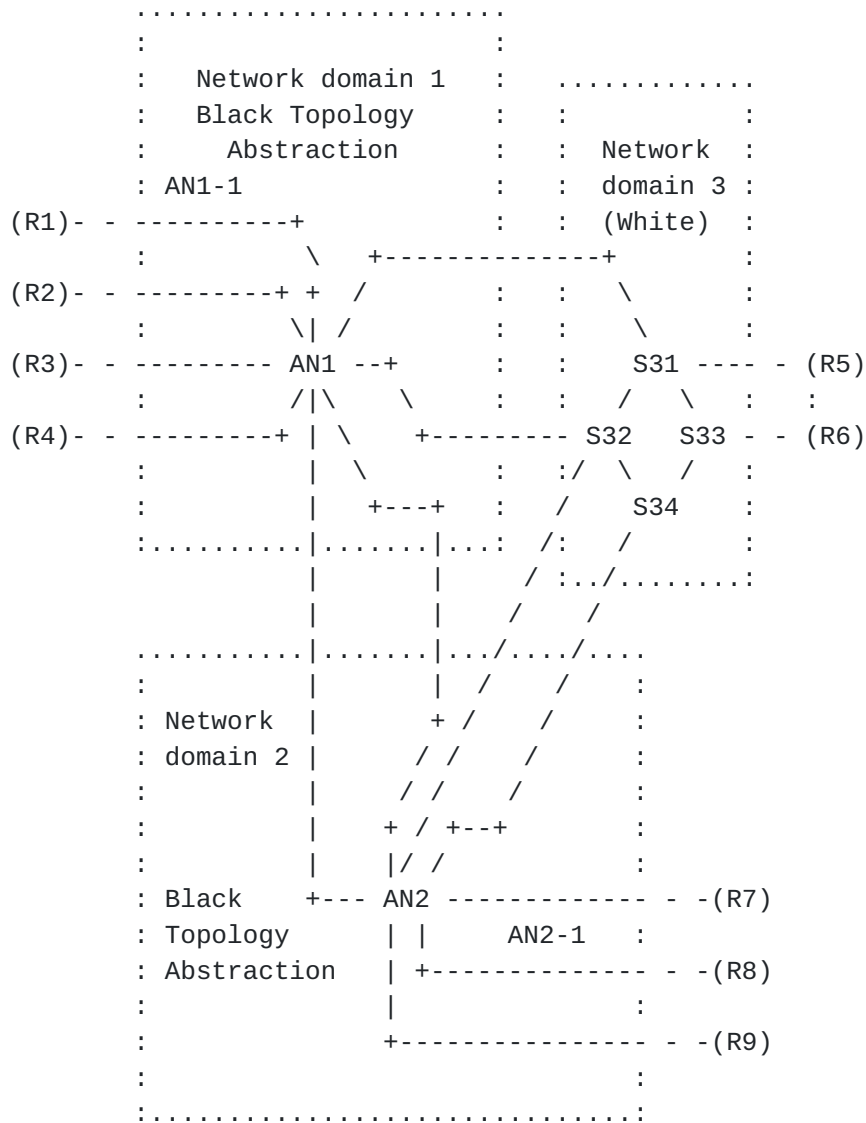 Network domain 1
Black Topology
Abstraction
Network
AN1-1
domain 3
(R1)
(White)
(R2)
(R3)
AN1
S31
(R5)
(R4)
S32
S33
(R6)
S34
Network
domain 2
Black
AN2
(R7)
Topology
AN2-1
Abstraction
(R8)
(R9)